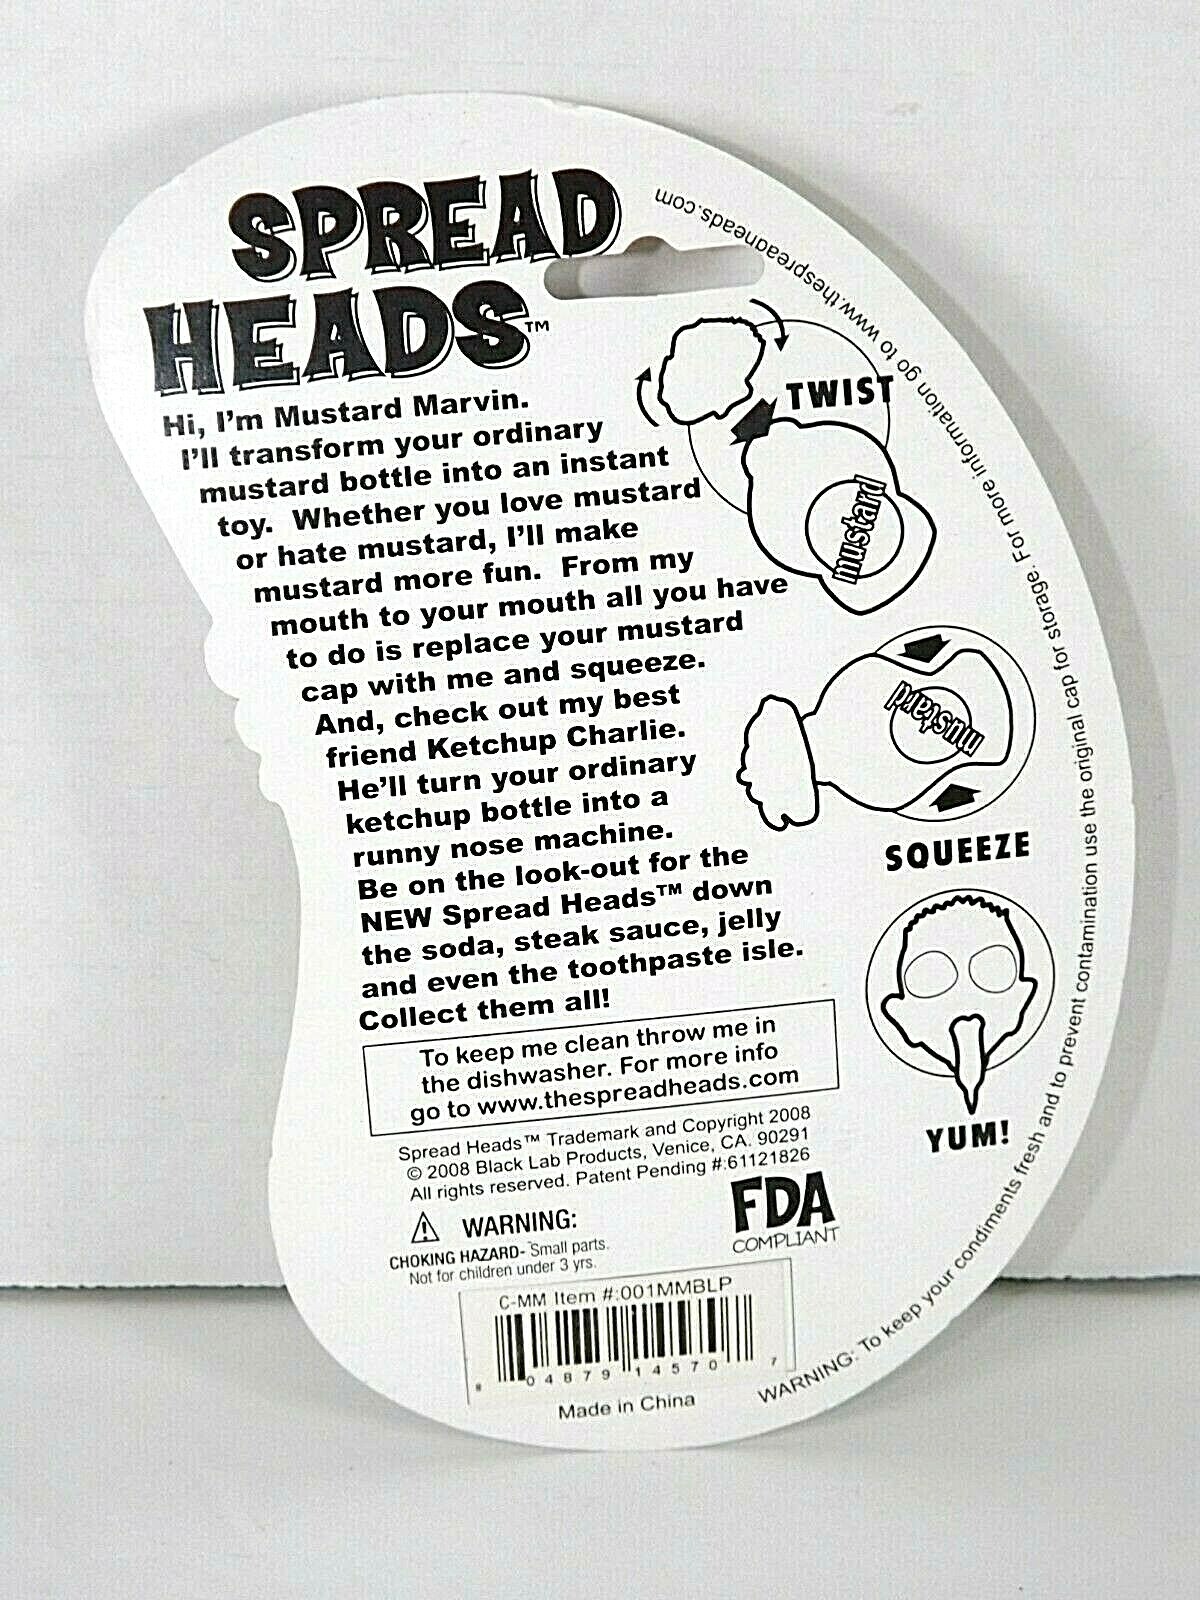 SPREAD
HEADS™
Hi, I'm Mustard Marvin.
I'll transform your ordinary
mustard bottle into an instant
toy. Whether you love mustard
or hate mustard, I'll make
mustard more fun. From my
mouth to your mouth all you have
to do is replace your mustard
cap with me and squeeze.
And, check out my best
friend Ketchup Charlie.
He'll turn your ordinary
ketchup bottle into a
runny nose machine.
Be on the look-out for the
NEW Spread Heads™ down
the soda, steak sauce, jelly
and even the toothpaste isle.
Collect them all!
To keep me clean throw me in
the dishwasher. For more info
go to www.thespreadheads.com
Spread Heads™ Trademark and Copyright 2008
© 2008 Black Lab Products, Venice, CA. 90291
All rights reserved. Patent Pending #:61121826
⚠ WARNING:
CHOKING HAZARD- Small parts.
Not for children under 3 yrs.
FDA
COMPLIANT
C-MM Item #:001MMBLP
8 04879 14570 7
Made in China
TWIST
mustard
mustard
SQUEEZE
YUM!
WARNING: To keep your condiments fresh and to prevent contamination use the original cap for storage. For more information go to www.thespreadheads.com